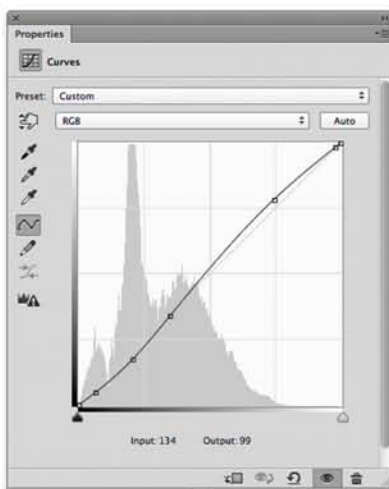 Properties
Curves
Preset: Custom
RGB
Auto
Input: 134 Output: 99